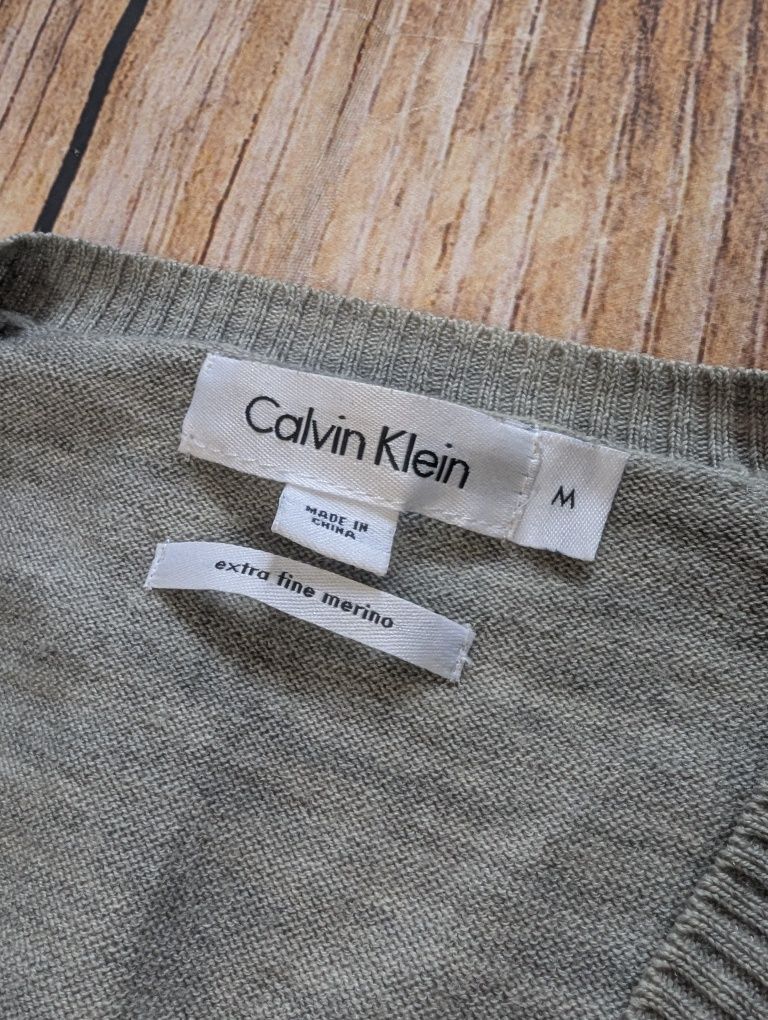 Calvin Klein
M
MADE IN
CHINA
extra fine merino